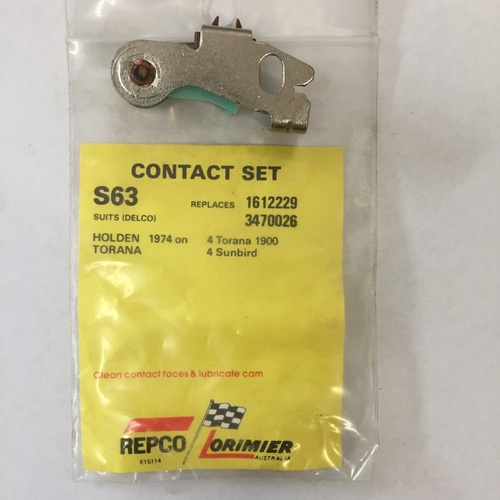 CONTACT SET
S63 REPLACES 1612229
SUITS (DELCO) 3470026
HOLDEN 1974 on 4 Torana 1900
TORANA 4 Sunbird
Clean contact faces & lubricate cam
REPCO LORIMIER
E15114 AUSTRALIA